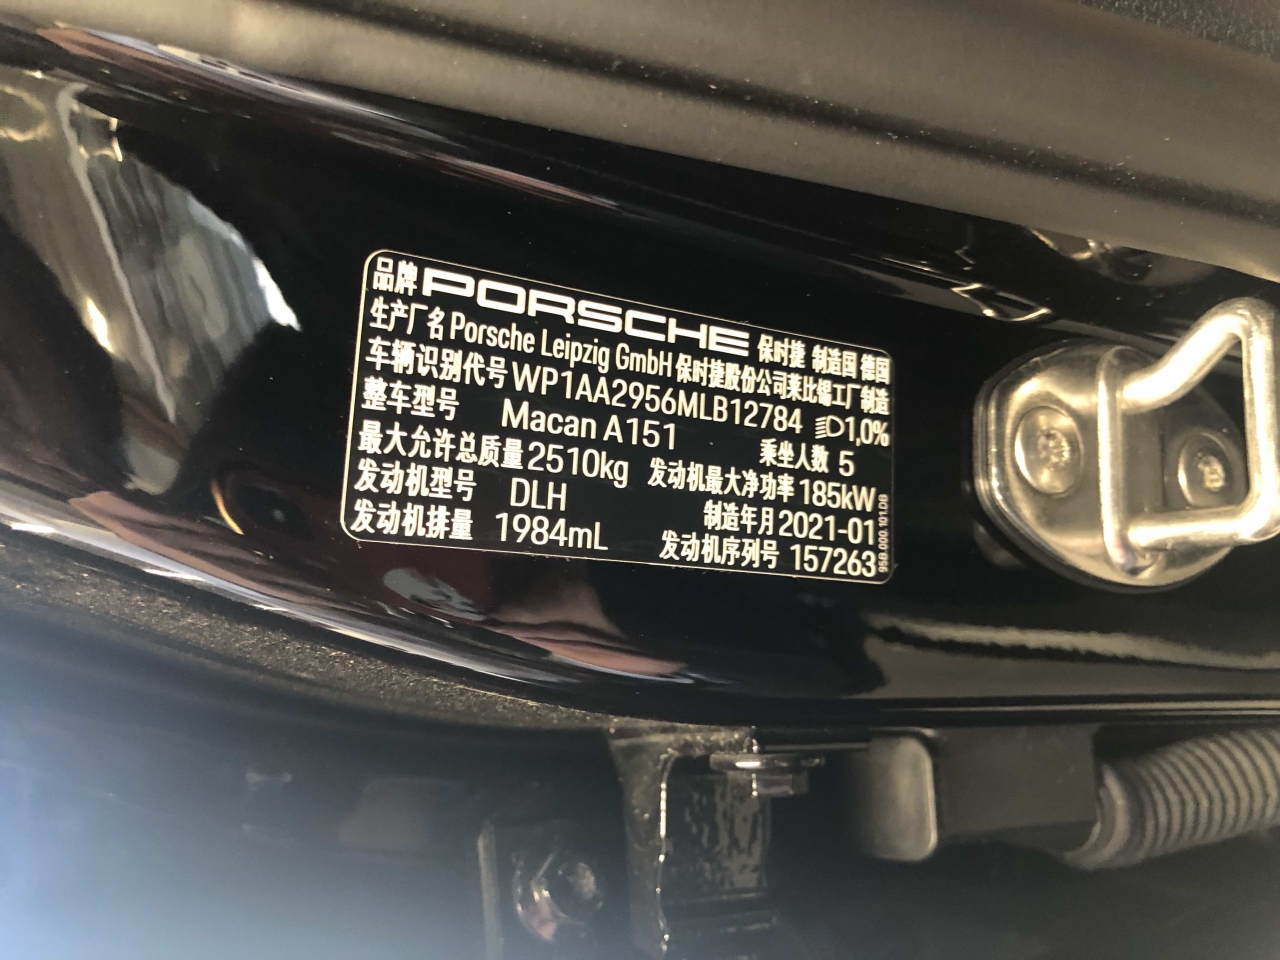 品牌 PORSCHE 保时捷 制造国 德国
生产厂名 Porsche Leipzig GmbH 保时捷股份公司莱比锡工厂制造
车辆识别代号 WP1AA2956MLB12784 1,0%
整车型号 Macan A151 乘坐人数 5
最大允许总质量 2510kg 发动机最大净功率 185kW
发动机型号 DLH 制造年月 2021-01
发动机排量 1984mL 发动机序列号 157263
95B.000.101.DB